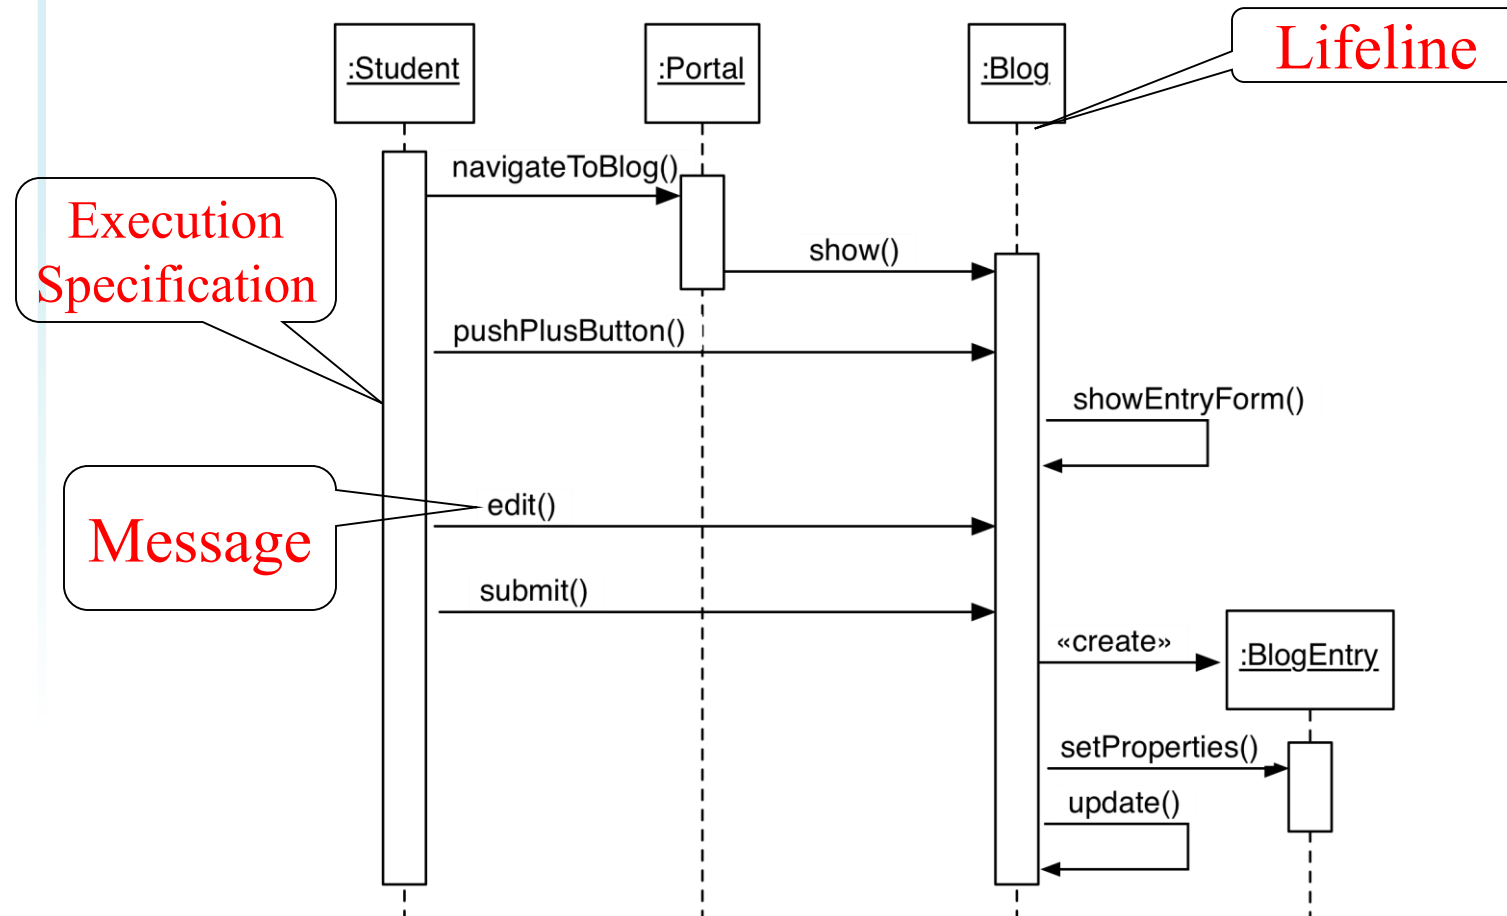 :Student
:Portal
:Blog
Lifeline
navigateToBlog()
Execution
Specification
show()
pushPlusButton()
showEntryForm()
edit()
Message
submit()
«create»
:BlogEntry
setProperties()
update()